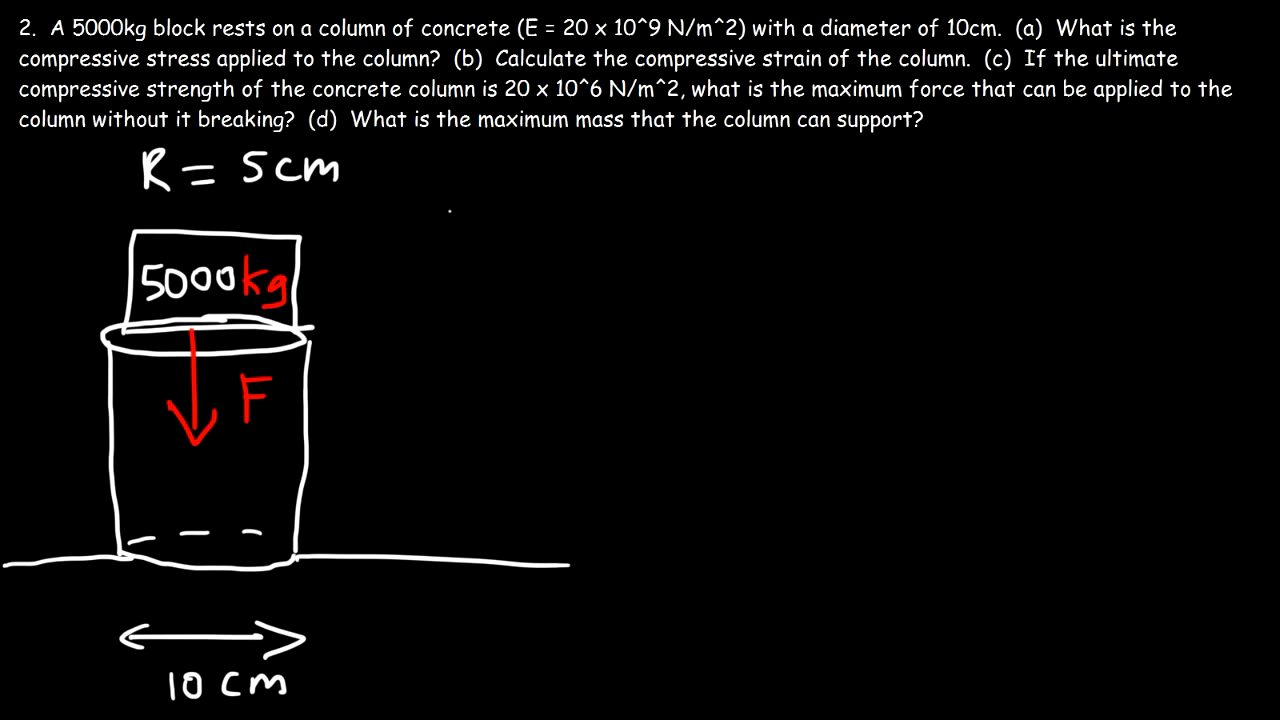 2. A 5000kg block rests on a column of concrete (E = 20 x 10^9 N/m^2) with a diameter of 10cm. (a) What is the
compressive stress applied to the column? (b) Calculate the compressive strain of the column. (c) If the ultimate
compressive strength of the concrete column is 20 x 10^6 N/m^2, what is the maximum force that can be applied to the
column without it breaking? (d) What is the maximum mass that the column can support?
R = 5cm
5000kg
F
10 cm